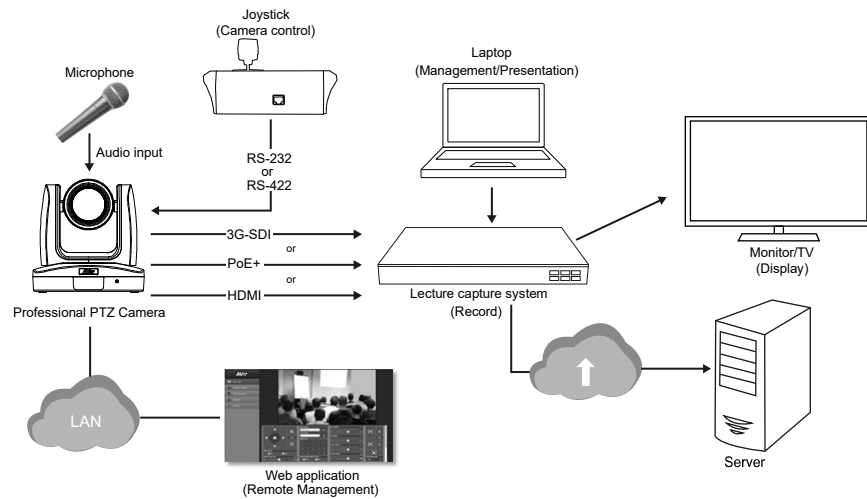 Joystick
(Camera control)
Laptop
(Management/Presentation)
Microphone
Audio input
RS-232
or
RS-422
3G-SDI
or
PoE+
or
HDMI
Professional PTZ Camera
Lecture capture system
(Record)
Monitor/TV
(Display)
LAN
AVer
Web application
(Remote Management)
Server